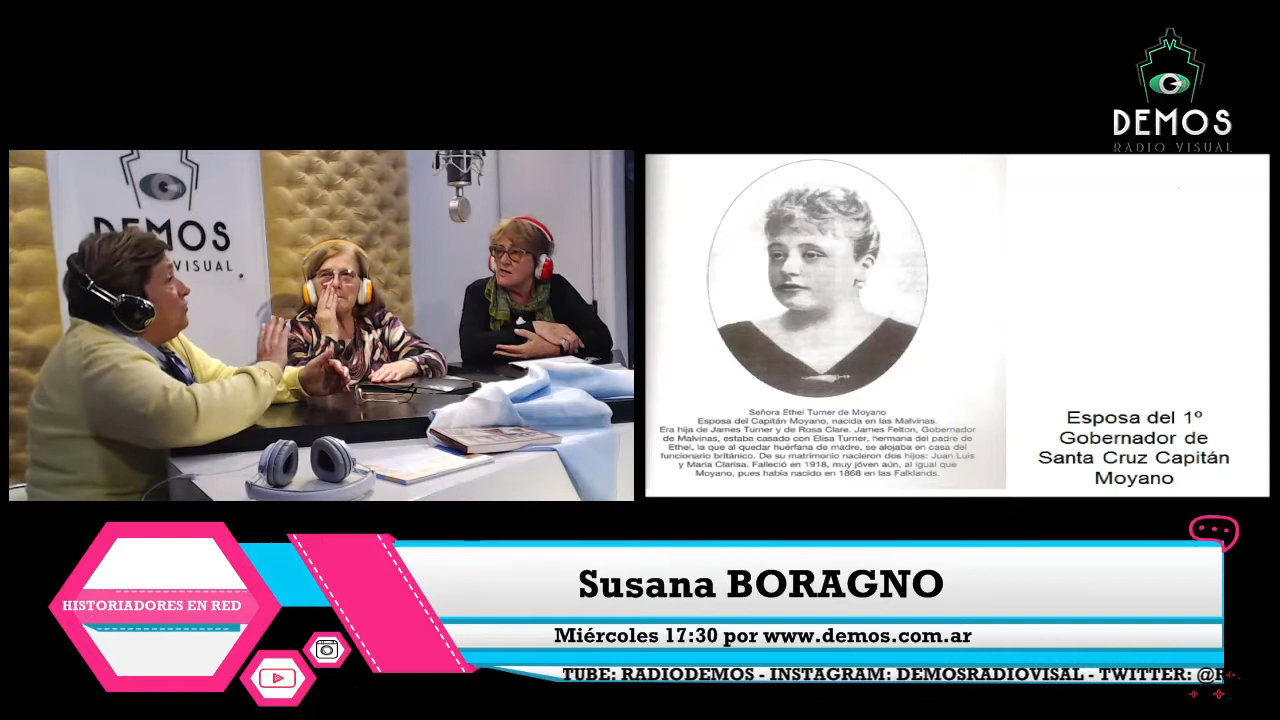 DEMOS
RADIO VISUAL
DEMOS
VISUAL
Señora Ethel Turner de Moyano
Esposa del Capitán Moyano, nacida en las Malvinas.
Era hija de James Turner y de Rosa Clare. James Felton, Gobernador
de Malvinas, estaba casado con Elisa Turner, hermana del padre de
Ethel, la que al quedar huérfana de madre, se alojaba en casa del
funcionario británico. De su matrimonio nacieron dos hijos: Juan Luis
y María Clarisa. Falleció en 1918, muy jóven aún, al igual que
Moyano, pues había nacido en 1868 en las Falklands.
Esposa del 1º
Gobernador de
Santa Cruz Capitán
Moyano
Susana BORAGNO
HISTORIADORES EN RED
Miércoles 17:30 por www.demos.com.ar
TUBE: RADIODEMOS - INSTAGRAM: DEMOSRADIOVISAL - TWITTER: